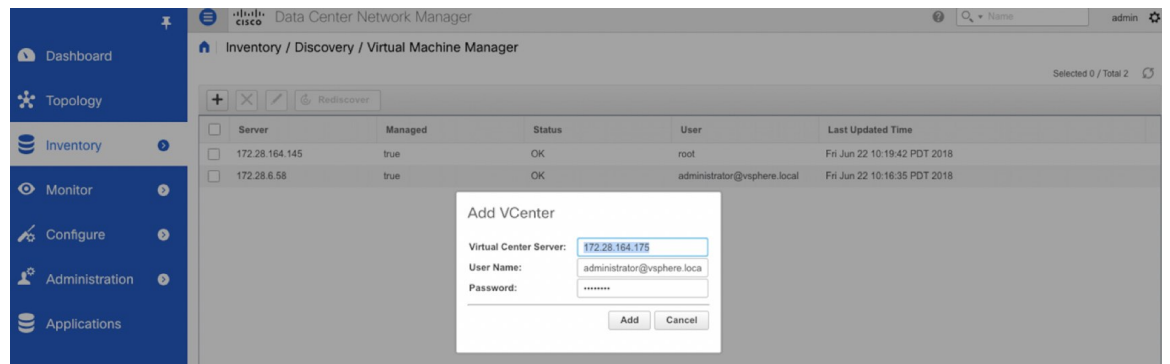 cisco Data Center Network Manager Name admin
Inventory / Discovery / Virtual Machine Manager
Selected 0 / Total 2
Dashboard
Topology
Inventory
Monitor
Configure
Administration
Applications
Rediscover
Server Managed Status User Last Updated Time
172.28.164.145 true OK root Fri Jun 22 10:19:42 PDT 2018
172.28.6.58 true OK administrator@vsphere.local Fri Jun 22 10:16:35 PDT 2018
Add VCenter
Virtual Center Server: 172.28.164.175
User Name: administrator@vsphere.loca
Password: ••••••••
Add Cancel